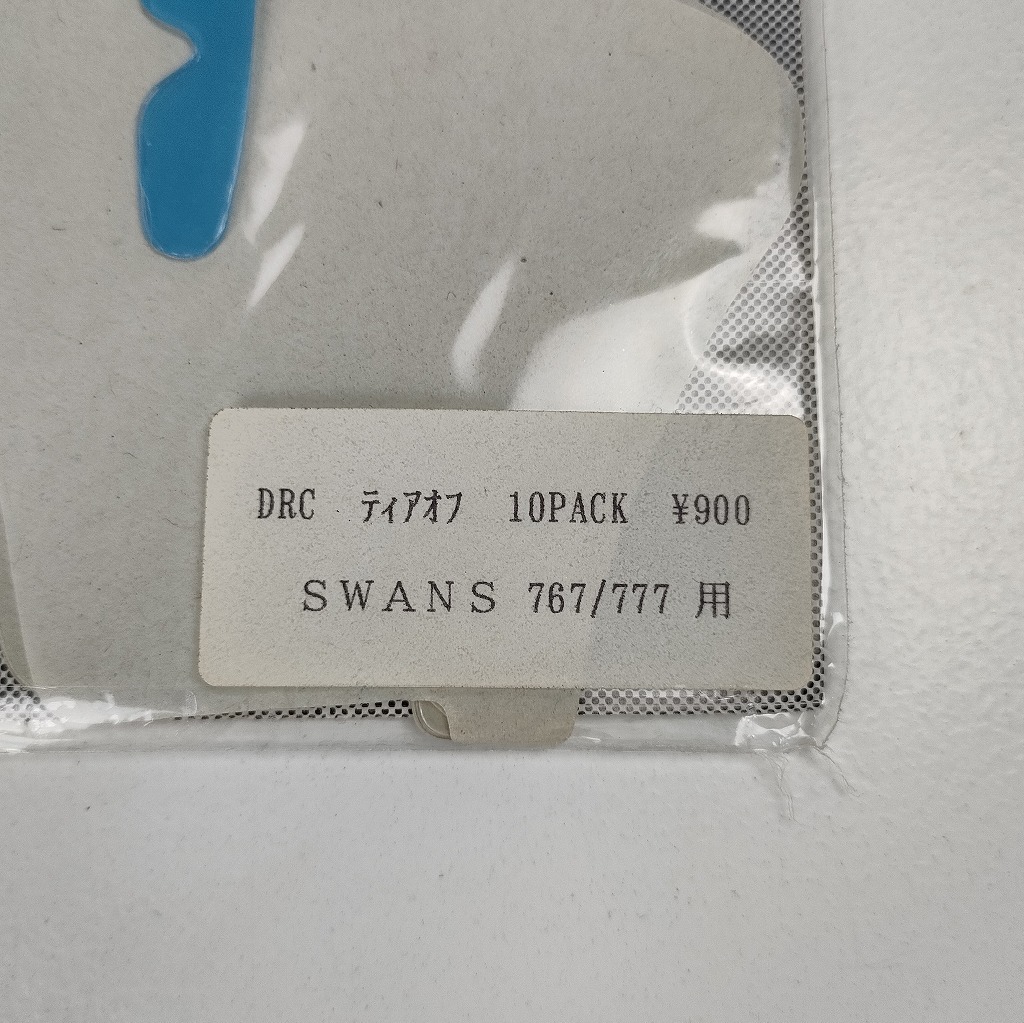 DRC ﾃｨｱｵﾌ 10PACK ¥900
ＳＷＡＮＳ 767/777 用